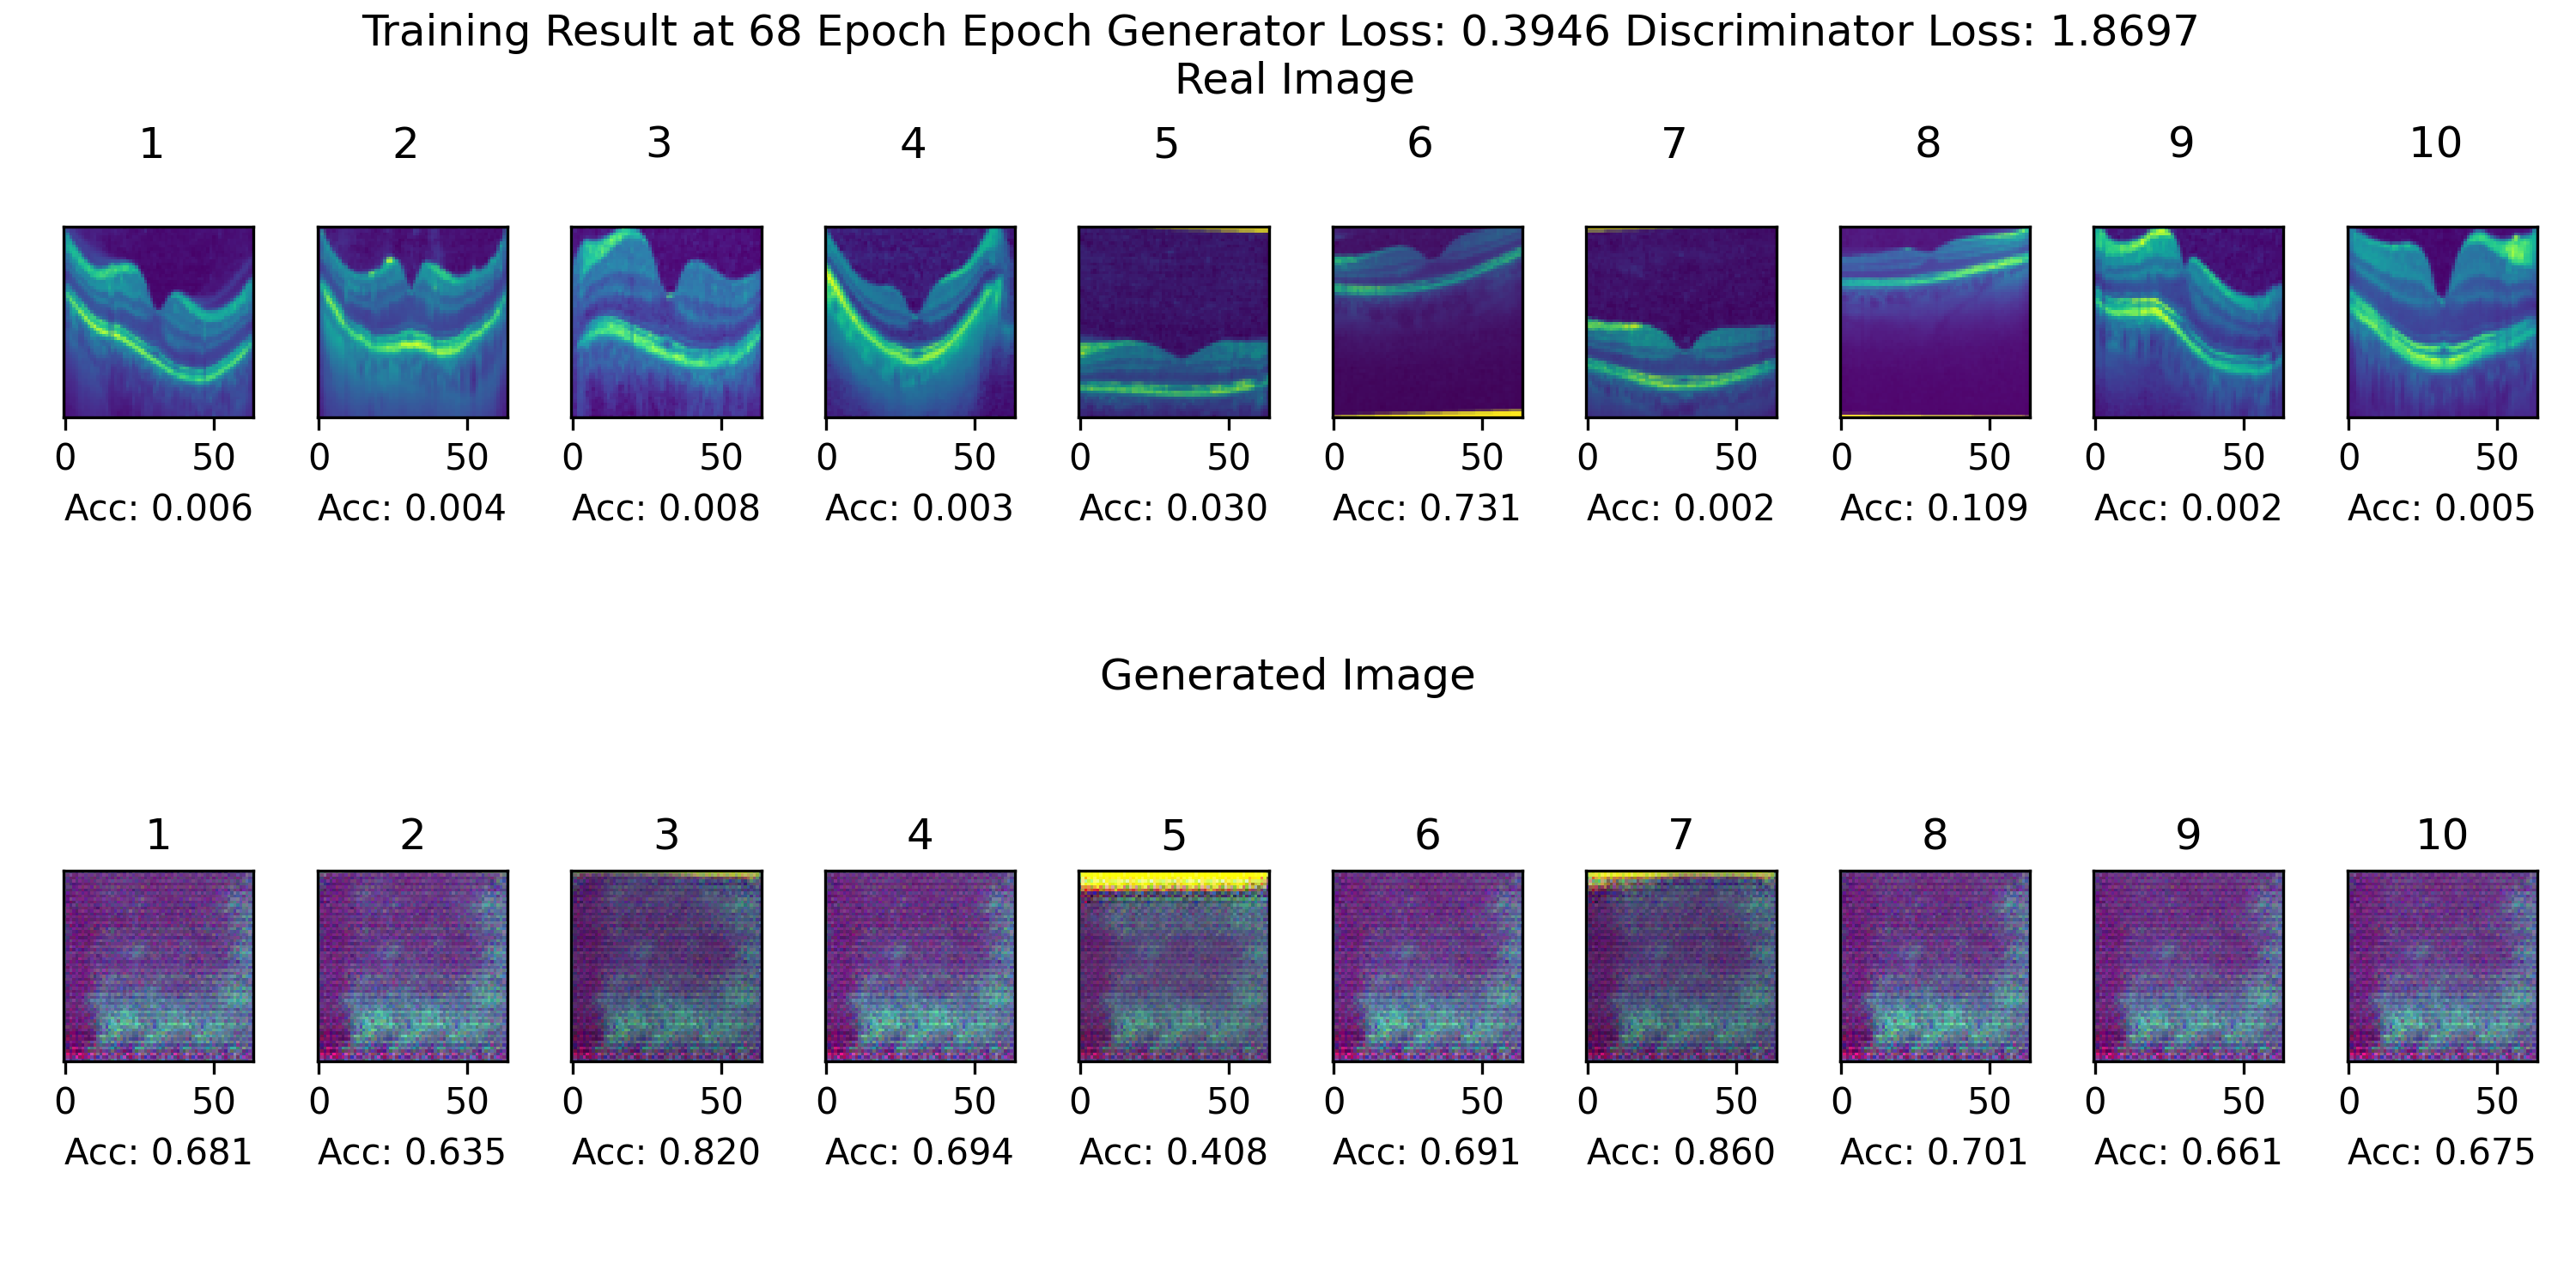 Training Result at 68 Epoch Epoch Generator Loss: 0.3946 Discriminator Loss: 1.8697
Real Image
1 2 3 4 5 6 7 8 9 10
0 50 0 50 0 50 0 50 0 50 0 50 0 50 0 50 0 50 0 50
Acc: 0.006 Acc: 0.004 Acc: 0.008 Acc: 0.003 Acc: 0.030 Acc: 0.731 Acc: 0.002 Acc: 0.109 Acc: 0.002 Acc: 0.005
Generated Image
1 2 3 4 5 6 7 8 9 10
0 50 0 50 0 50 0 50 0 50 0 50 0 50 0 50 0 50 0 50
Acc: 0.681 Acc: 0.635 Acc: 0.820 Acc: 0.694 Acc: 0.408 Acc: 0.691 Acc: 0.860 Acc: 0.701 Acc: 0.661 Acc: 0.675